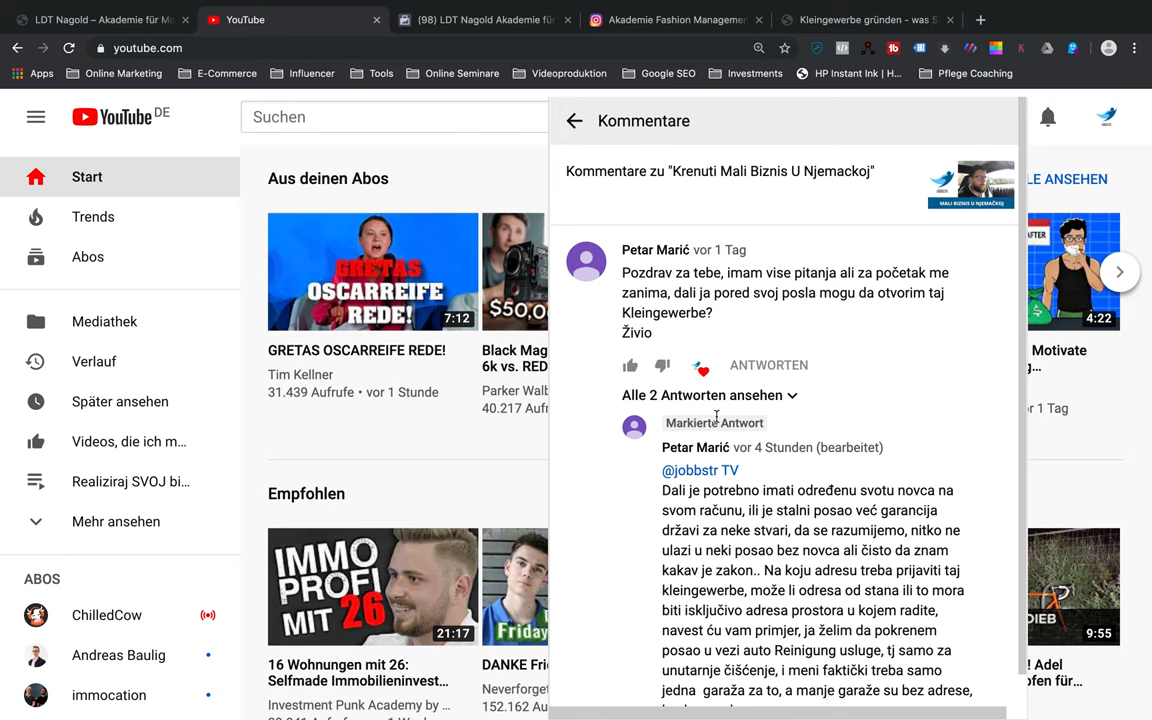 LDT Nagold – Akademie für Mo
YouTube
(98) LDT Nagold Akademie für
Akademie Fashion Managemen
Kleingewerbe gründen - was S
youtube.com
Apps
Online Marketing
E-Commerce
Influencer
Tools
Online Seminare
Videoproduktion
Google SEO
Investments
HP Instant Ink | H...
Pflege Coaching
YouTube DE
Suchen
Start
Trends
Abos
Mediathek
Verlauf
Später ansehen
Videos, die ich m...
Realiziraj SVOJ bi...
Mehr ansehen
ABOS
ChilledCow
Andreas Baulig
immocation
Aus deinen Abos
LE ANSEHEN
GRETAS
OSCARREIFE
REDE!
7:12
GRETAS OSCARREIFE REDE!
Tim Kellner
31.439 Aufrufe • vor 1 Stunde
$50,0
Black Mag
6k vs. RED
Parker Walb
40.217 Auf
Empfohlen
IMMO
PROFI
MIT 26
21:17
16 Wohnungen mit 26:
Selfmade Immobilieninvest...
Investment Punk Academy by ...
Friday
DANKE Fri
Neverforget
152.162 Au
Kommentare
Kommentare zu "Krenuti Mali Biznis U Njemackoj"
MALI BIZNIS U NJEMAČKOJ
Petar Marić vor 1 Tag
Pozdrav za tebe, imam vise pitanja ali za početak me
zanima, dali ja pored svoj posla mogu da otvorim taj
Kleingewerbe?
Živio
ANTWORTEN
Alle 2 Antworten ansehen
Markierte Antwort
Petar Marić vor 4 Stunden (bearbeitet)
@jobbstr TV
Dali je potrebno imati određenu svotu novca na
svom računu, ili je stalni posao već garancija
državi za neke stvari, da se razumijemo, nitko ne
ulazi u neki posao bez novca ali čisto da znam
kakav je zakon.. Na koju adresu treba prijaviti taj
kleingewerbe, može li odresa od stana ili to mora
biti isključivo adresa prostora u kojem radite,
navest ću vam primjer, ja želim da pokrenem
posao u vezi auto Reinigung usluge, tj samo za
unutarnje čišćenje, i meni faktički treba samo
jedna garaža za to, a manje garaže su bez adrese,
AFTER
4:22
Motivate
r 1 Tag
DIEB
9:55
! Adel
fen für...